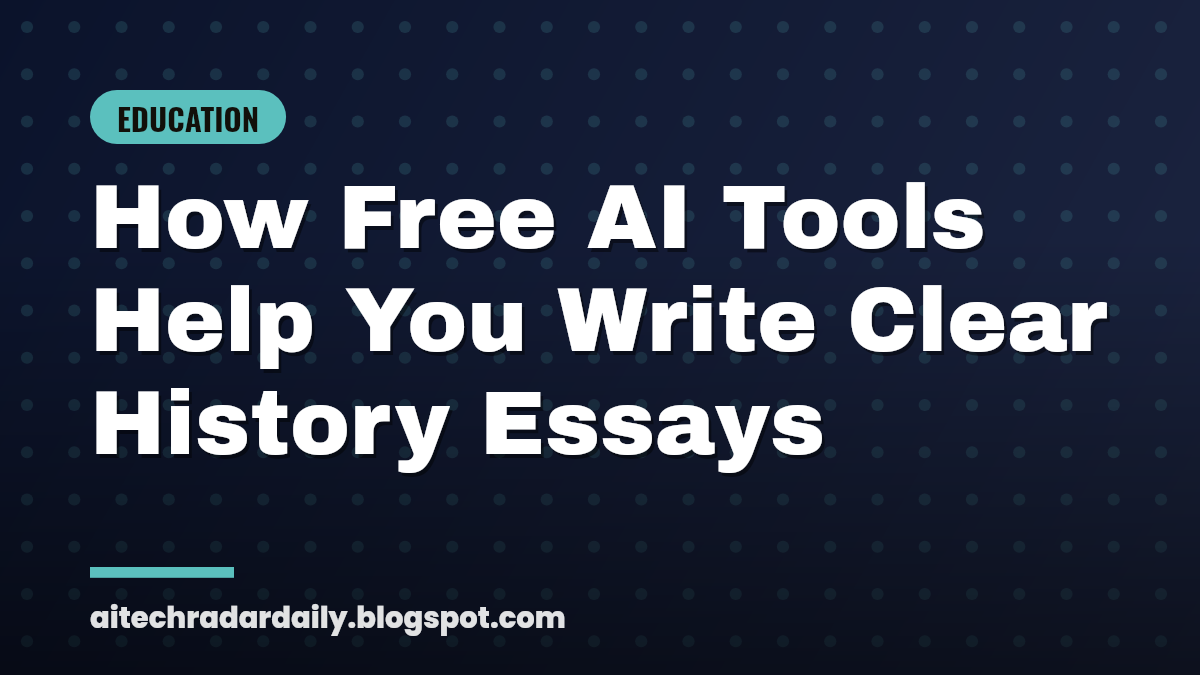 EDUCATION
How Free AI Tools
Help You Write Clear
History Essays
aitechradardaily.blogspot.com